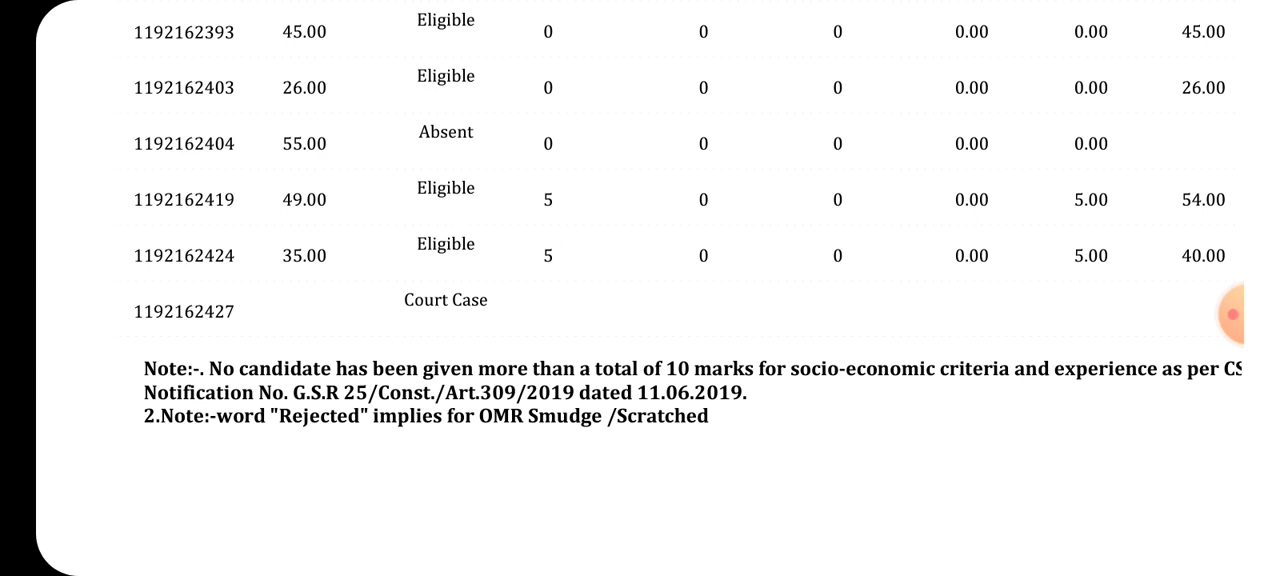 1192162393 45.00 Eligible 0 0 0 0.00 0.00 45.00
1192162403 26.00 Eligible 0 0 0 0.00 0.00 26.00
1192162404 55.00 Absent 0 0 0 0.00 0.00
1192162419 49.00 Eligible 5 0 0 0.00 5.00 54.00
1192162424 35.00 Eligible 5 0 0 0.00 5.00 40.00
1192162427 Court Case
Note:-. No candidate has been given more than a total of 10 marks for socio-economic criteria and experience as per CS
Notification No. G.S.R 25/Const./Art.309/2019 dated 11.06.2019.
2.Note:-word "Rejected" implies for OMR Smudge /Scratched